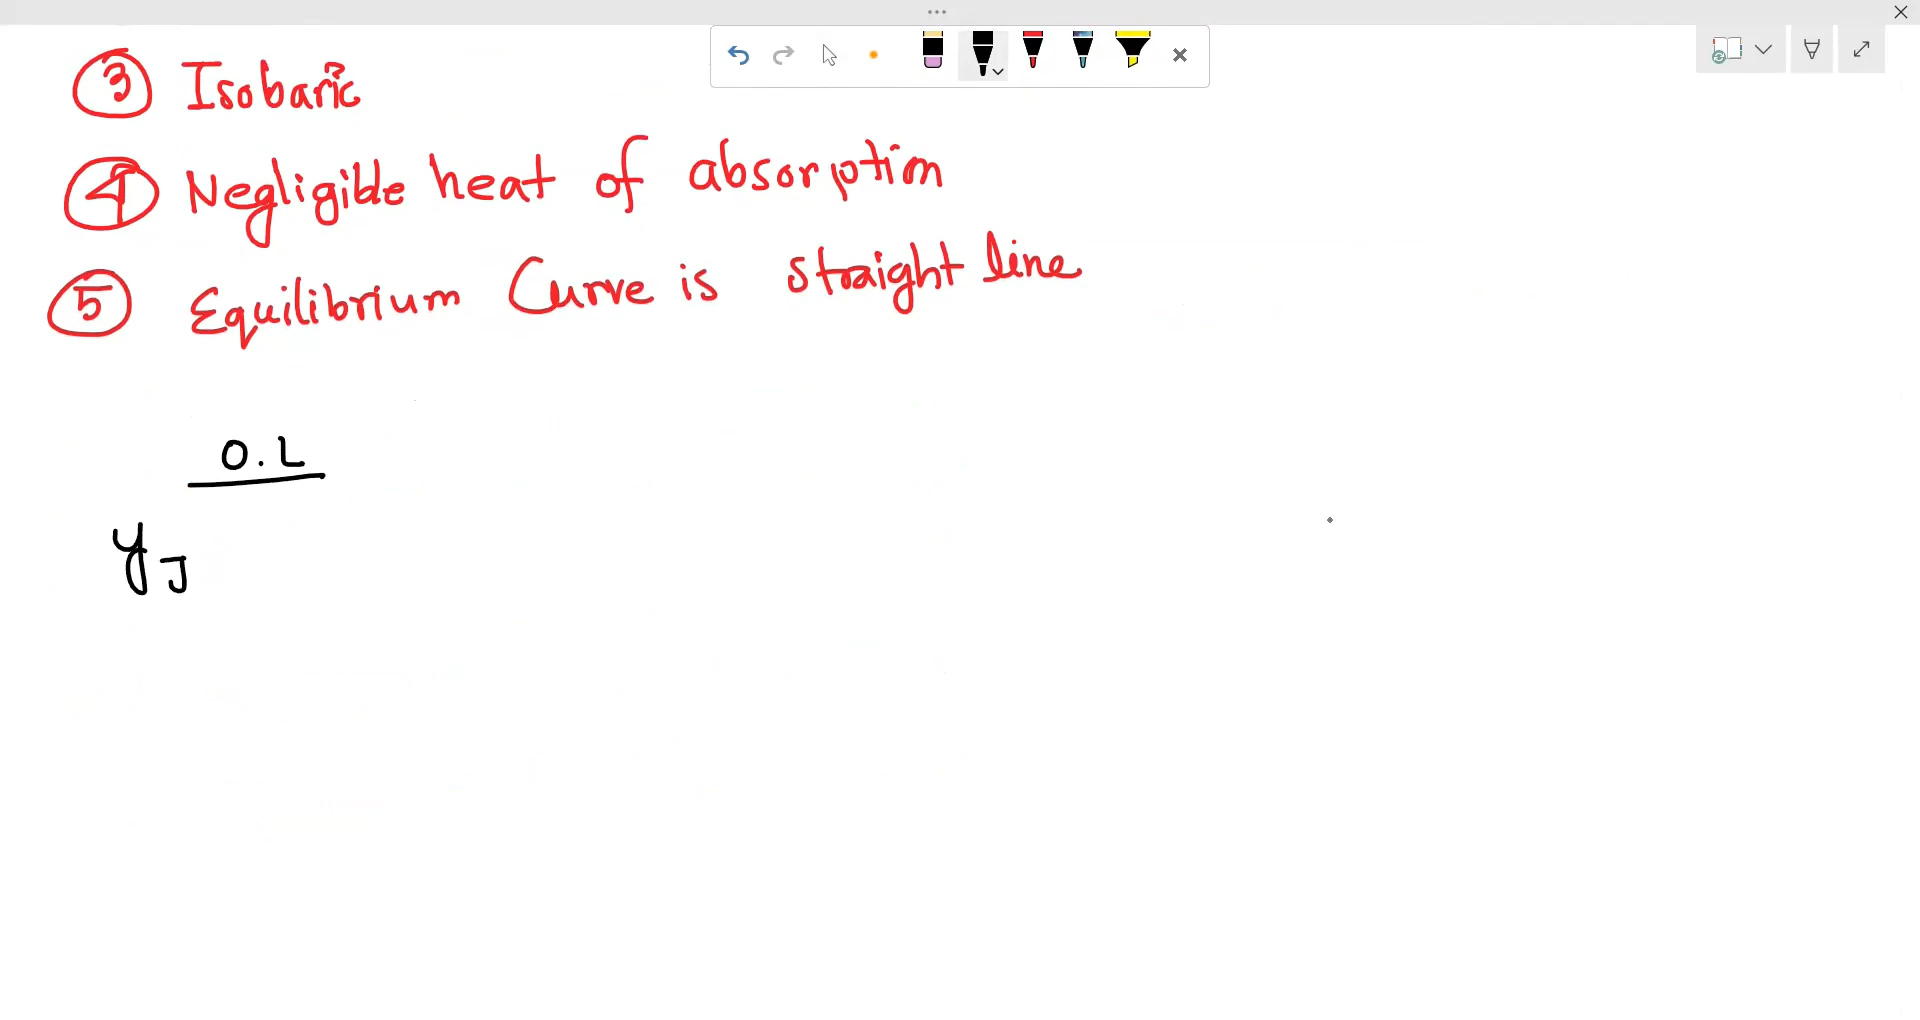 ③ Isobaric
④ Negligible heat of absorption
⑤ Equilibrium Curve is straight line
O.L
yJ